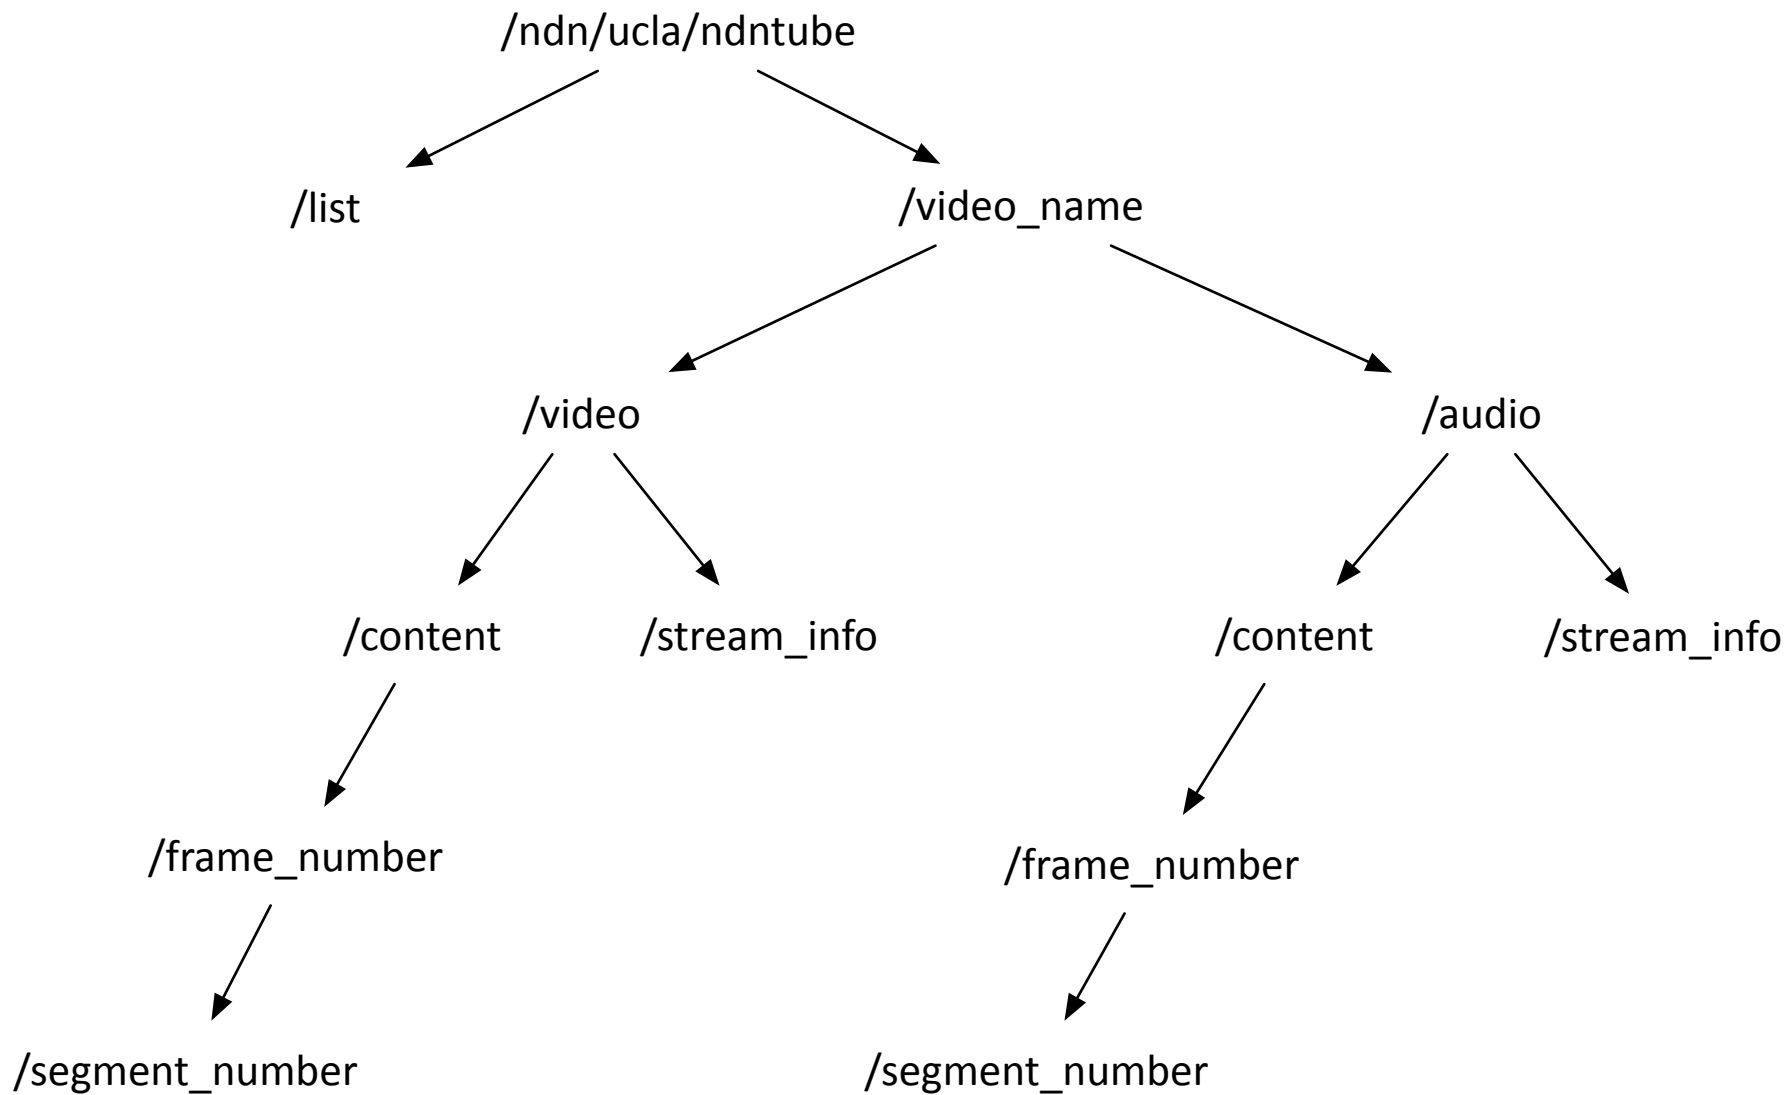 /ndn/ucla/ndntube
/list
/video_name
/video
/audio
/content
/stream_info
/content
/stream_info
/frame_number
/frame_number
/segment_number
/segment_number